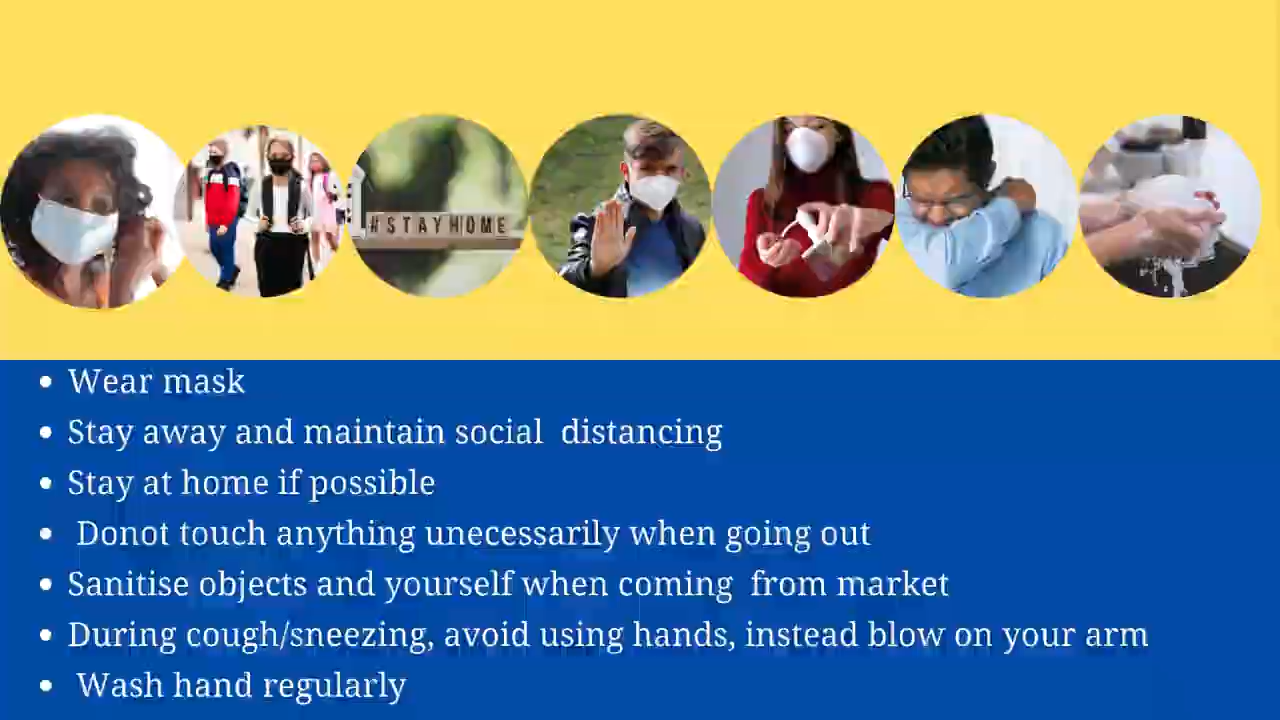 #STAYHOME
Wear mask
Stay away and maintain social distancing
Stay at home if possible
Donot touch anything unecessarily when going out
Sanitise objects and yourself when coming from market
During cough/sneezing, avoid using hands, instead blow on your arm
Wash hand regularly